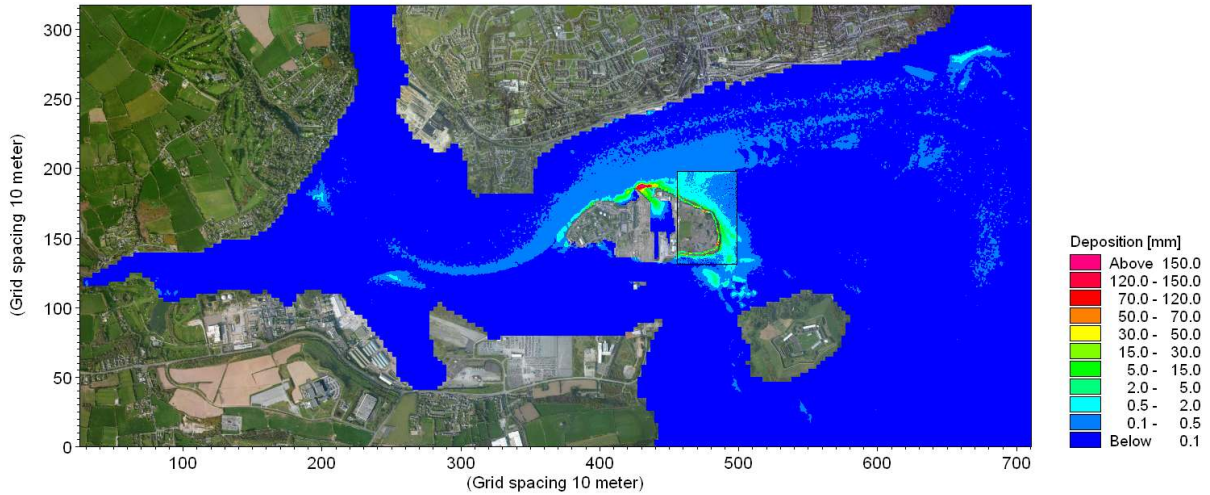 300
250
200
150
100
50
0
(Grid spacing 10 meter)
100 200 300 400 500 600 700
(Grid spacing 10 meter)
Deposition [mm]
Above 150.0
120.0 - 150.0
70.0 - 120.0
50.0 - 70.0
30.0 - 50.0
15.0 - 30.0
5.0 - 15.0
2.0 - 5.0
0.5 - 2.0
0.1 - 0.5
Below 0.1